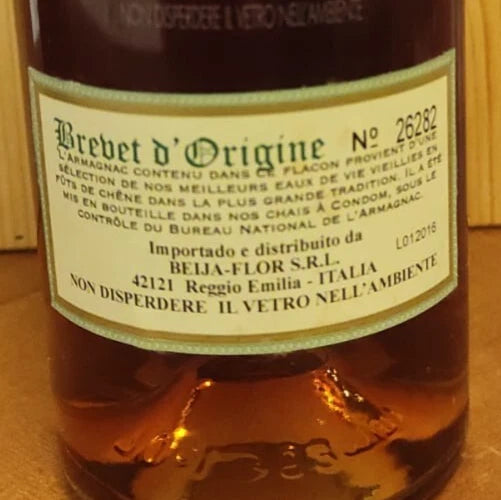 NON DISPERDERE IL VETRO NELL'AMBIENTE
Brevet d'Origine Nº 26282
L'ARMAGNAC CONTENU DANS CE FLACON PROVIENT D'UNE
SÉLECTION DE NOS MEILLEURS EAUX DE VIE VIEILLIES EN
FÛTS DE CHÊNE DANS LA PLUS GRANDE TRADITION. IL A ÉTÉ
MIS EN BOUTEILLE DANS NOS CHAIS À CONDOM, SOUS LE
CONTRÔLE DU BUREAU NATIONAL DE L'ARMAGNAC.
Importado e distribuito da
L012016
BEIJA-FLOR S.R.L.
42121 Reggio Emilia - ITALIA
NON DISPERDERE IL VETRO NELL'AMBIENTE